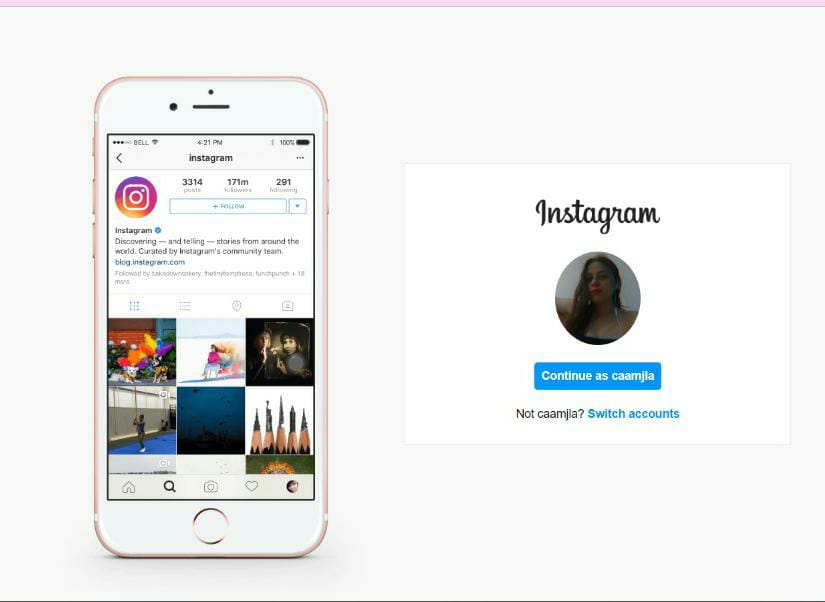 BELL 4:21 PM 100%
instagram
3314 171m 291
posts followers following
+ FOLLOW
Instagram
Discovering — and telling — stories from around the
world. Curated by Instagram's community team.
blog.instagram.com
Followed by baksdowncakery, thetinytemptress, funchpunch + 18
more
Instagram
Continue as caamjla
Not caamjla? Switch accounts